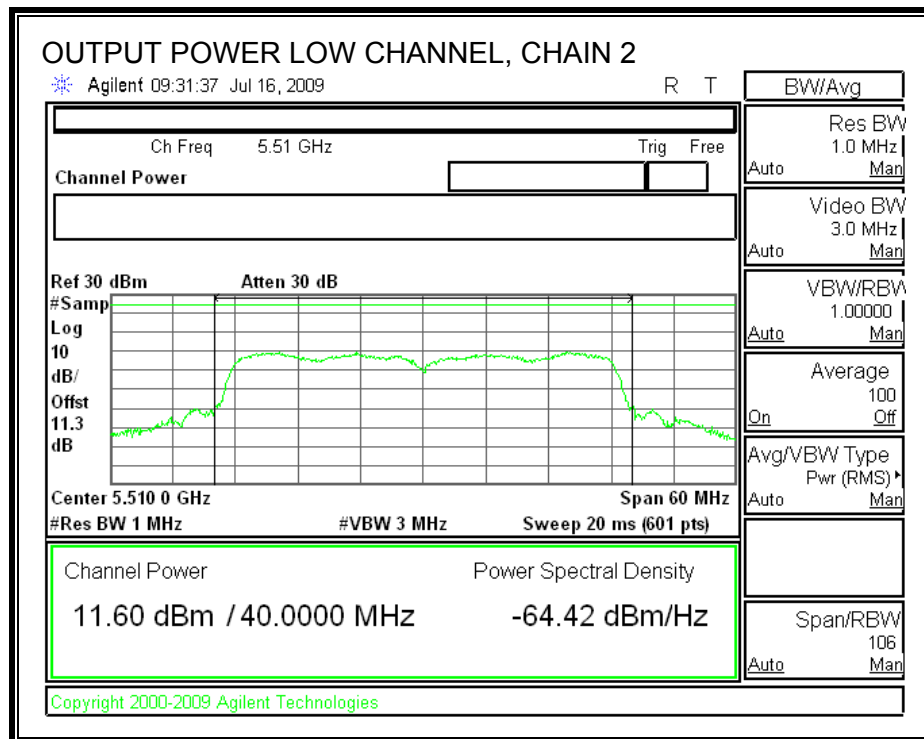 OUTPUT POWER LOW CHANNEL, CHAIN 2
Agilent 09:31:37 Jul 16, 2009 R T
Ch Freq 5.51 GHz Trig Free
Channel Power
Ref 30 dBm Atten 30 dB
#Samp
Log
10
dB/
Offst
11.3
dB
Center 5.510 0 GHz Span 60 MHz
#Res BW 1 MHz #VBW 3 MHz Sweep 20 ms (601 pts)
Channel Power Power Spectral Density
11.60 dBm / 40.0000 MHz -64.42 dBm/Hz
Copyright 2000-2009 Agilent Technologies
BW/Avg
Res BW
1.0 MHz
Auto Man
Video BW
3.0 MHz
Auto Man
VBW/RBW
1.00000
Auto Man
Average
100
On Off
Avg/VBW Type
Pwr (RMS)
Auto Man
Span/RBW
106
Auto Man